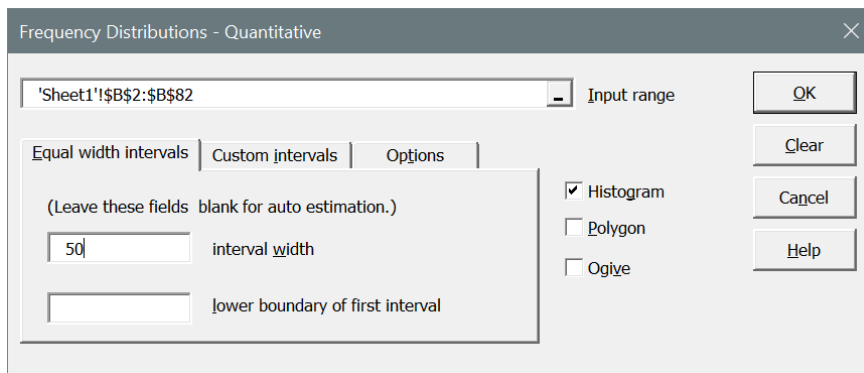 Frequency Distributions - Quantitative
'Sheet1'!$B$2:$B$82
Input range
OK
Equal width intervals
Custom intervals
Options
Clear
(Leave these fields blank for auto estimation.)
Histogram
Cancel
Polygon
50
interval width
Help
Ogive
lower boundary of first interval